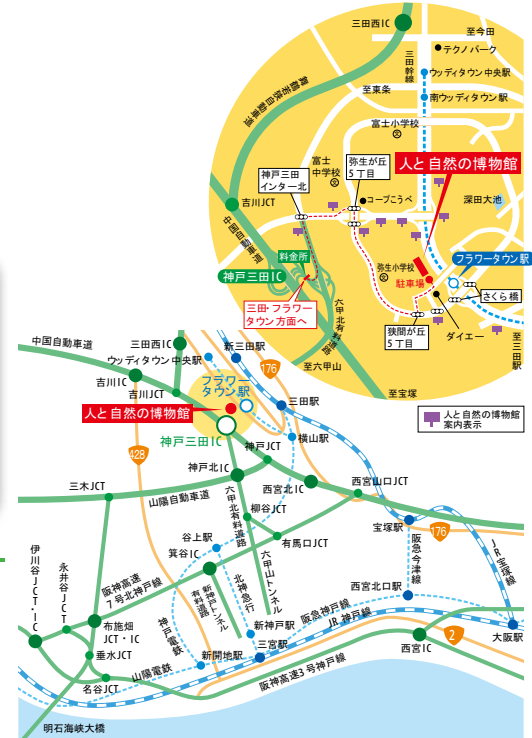 三田西IC
至今田
テクノパーク
三田幹線
ウッディタウン中央駅
至東条
南ウッディタウン駅
舞鶴若狭自動車道
富士小学校
文
富士
中学校
文
弥生が丘
5丁目
人と自然の博物館
神戸三田
インター北
コープこうべ
深田大池
吉川JCT
中国自動車道
料金所
神戸三田IC
弥生小学校
文
フラワータウン駅
駐車場
さくら橋
三田・フラワー
タウン方面へ
ダイエー
狭間が丘
5丁目
六甲北有料道路
至三田駅
至六甲山
至宝塚
人と自然の博物館
案内表示
中国自動車道
三田西IC
新三田駅
ウッディタウン中央駅
176
吉川IC
吉川JCT
フラワー
タウン駅
三田駅
人と自然の博物館
神戸三田IC
横山駅
神戸JCT
428
神戸北IC
西宮北IC
西宮山口JCT
三木JCT
山陽自動車道
六甲北有料道路
柳谷JCT
宝塚駅
176
谷上駅
有馬口JCT
箕谷IC
阪急今津線
JR宝塚線
伊川谷JCT・IC
永井谷JCT
阪神高速
7号北神戸線
六甲山トンネル
新神戸トンネル
有料道路
北神急行
西宮北口駅
布施畑
JCT・IC
神戸電鉄
新神戸駅
阪急神戸線
JR神戸線
2
大阪駅
垂水JCT
三宮駅
西宮IC
山陽電鉄
新開地駅
阪神高速3号神戸線
名谷JCT
明石海峡大橋